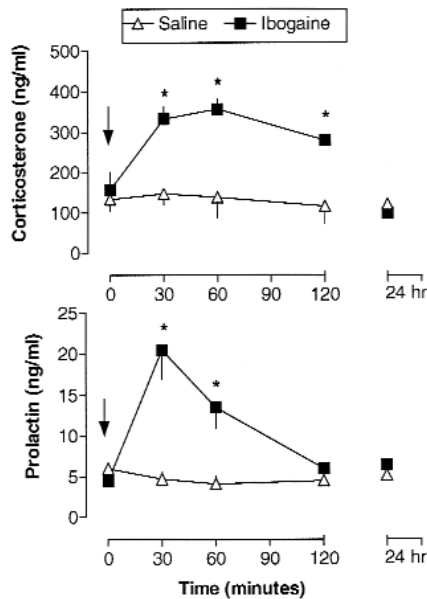 Saline Ibogaine
Corticosterone (ng/ml)
500
400
300
200
100
0
* * *
0 30 60 90 120 24 hr
Prolactin (ng/ml)
25
20
15
10
5
0
* *
0 30 60 90 120 24 hr
Time (minutes)